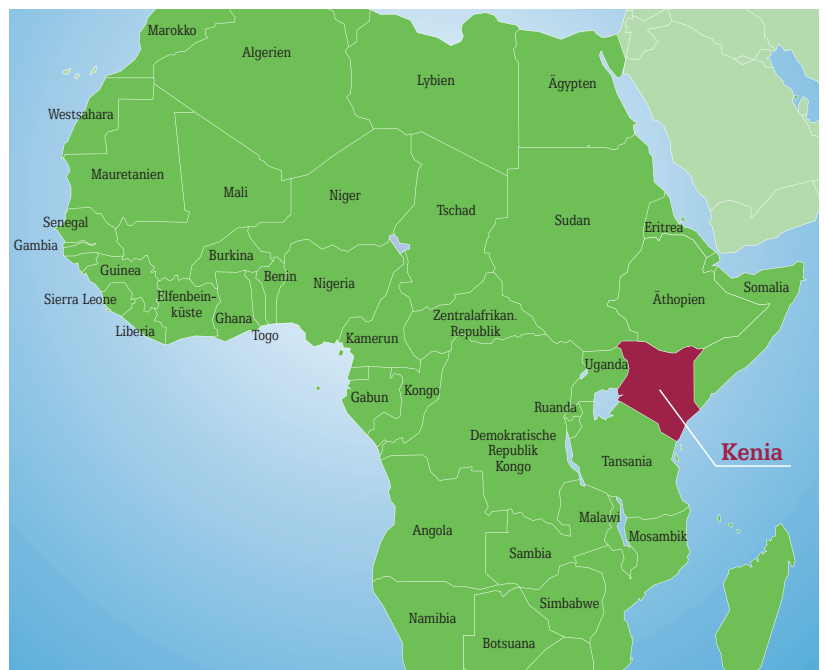 Marokko
Algerien
Lybien
Ägypten
Westsahara
Mauretanien
Mali
Niger
Tschad
Sudan
Eritrea
Senegal
Gambia
Guinea
Burkina
Benin
Nigeria
Sierra Leone
Elfenbein-
küste
Ghana
Togo
Liberia
Kamerun
Zentralafrikan.
Republik
Äthopien
Somalia
Uganda
Gabun
Kongo
Ruanda
Demokratische
Republik
Kongo
Kenia
Tansania
Angola
Malawi
Mosambik
Sambia
Simbabwe
Namibia
Botsuana